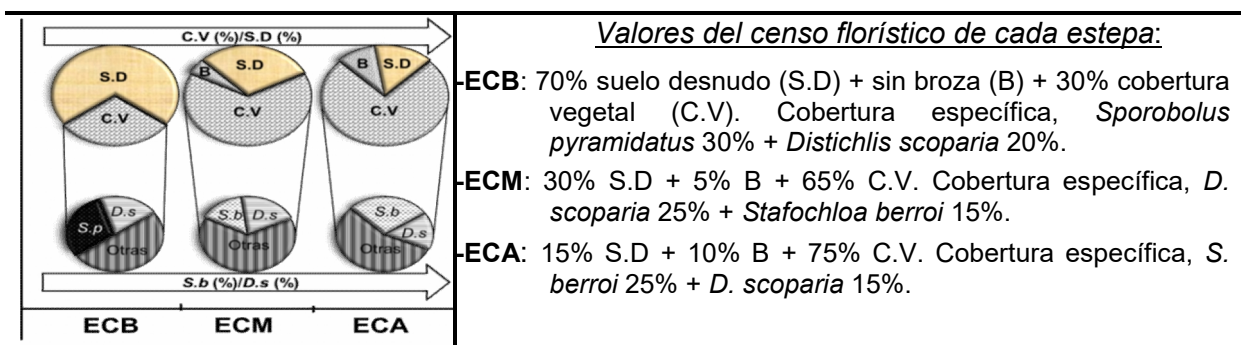 C.V (%)/S.D (%)
S.D
C.V
B
S.D
C.V
B
S.D
C.V
S.p
D.s
Otras
S.b
D.s
Otras
S.b
D.s
Otras
S.b (%)/D.s (%)
ECB
ECM
ECA
Valores del censo florístico de cada estepa:
-ECB: 70% suelo desnudo (S.D) + sin broza (B) + 30% cobertura
vegetal (C.V). Cobertura específica, Sporobolus
pyramidatus 30% + Distichlis scoparia 20%.
-ECM: 30% S.D + 5% B + 65% C.V. Cobertura específica, D.
scoparia 25% + Stafochloa berroi 15%.
-ECA: 15% S.D + 10% B + 75% C.V. Cobertura específica, S.
berroi 25% + D. scoparia 15%.